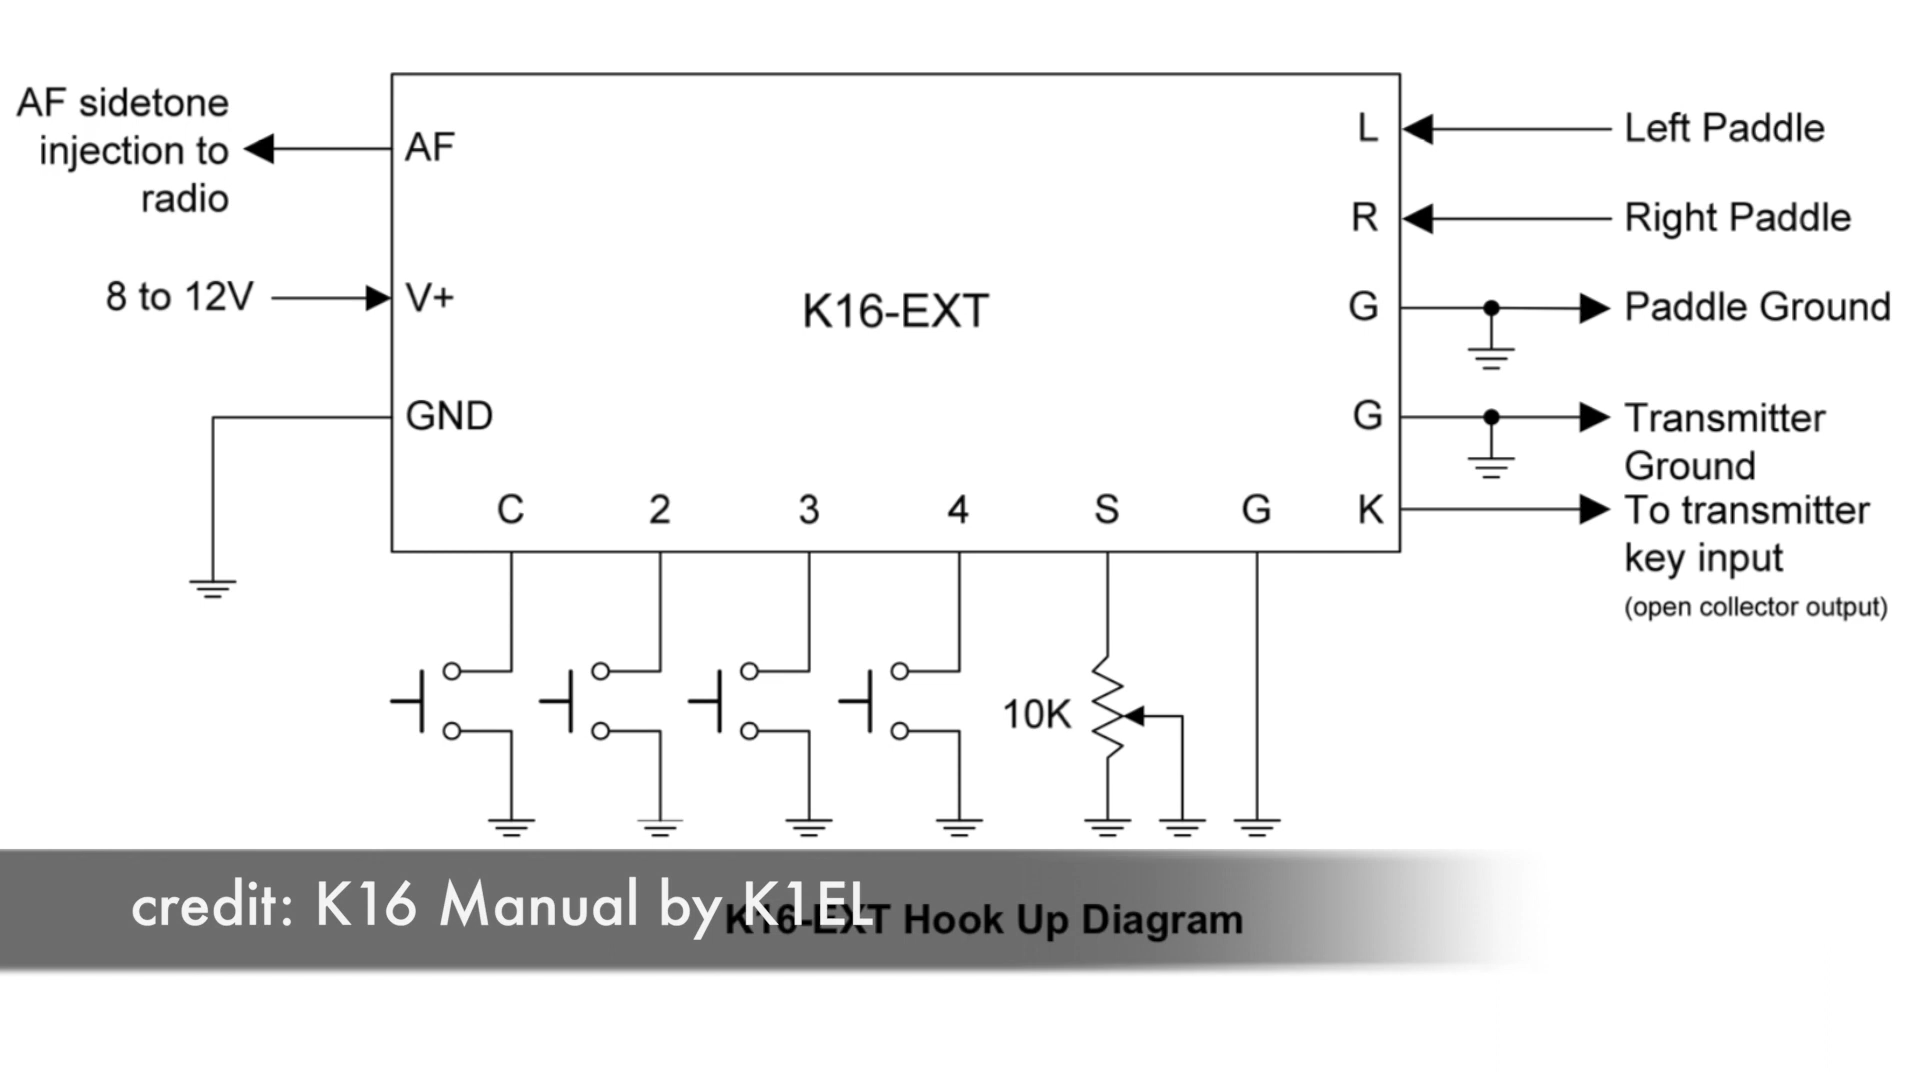 AF sidetone
injection to
radio
AF
8 to 12V
V+
GND
K16-EXT
L
Left Paddle
R
Right Paddle
G
Paddle Ground
G
Transmitter
Ground
K
To transmitter
key input
(open collector output)
C 2 3 4 S G
10K
credit: K16 Manual by K1EL
K16-EXT Hook Up Diagram